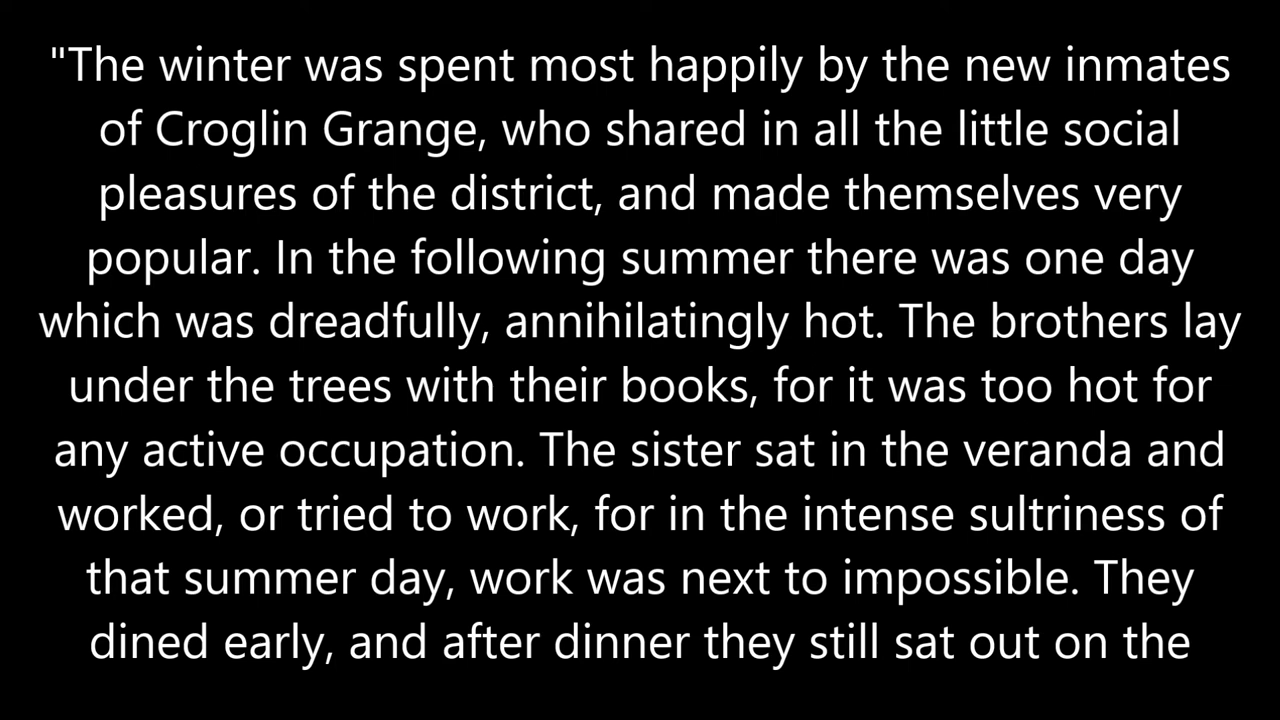 "The winter was spent most happily by the new inmates
of Croglin Grange, who shared in all the little social
pleasures of the district, and made themselves very
popular. In the following summer there was one day
which was dreadfully, annihilatingly hot. The brothers lay
under the trees with their books, for it was too hot for
any active occupation. The sister sat in the veranda and
worked, or tried to work, for in the intense sultriness of
that summer day, work was next to impossible. They
dined early, and after dinner they still sat out on the